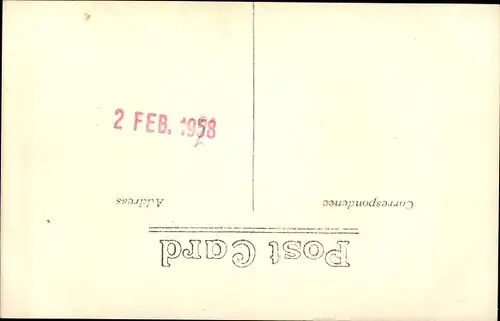 Post Card
Correspondence
Address
2 FEB. 1958